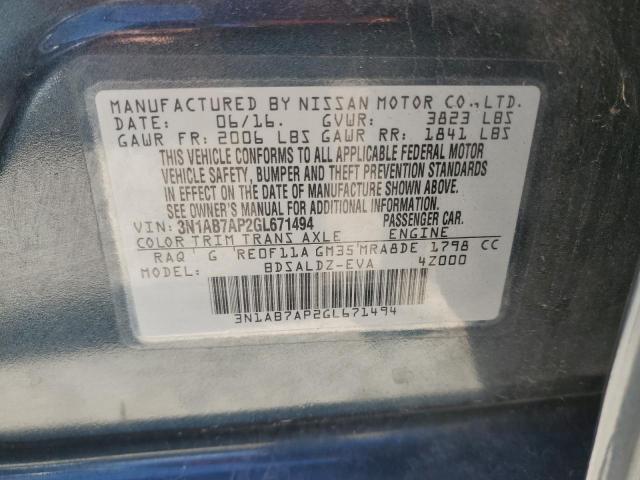 MANUFACTURED BY NISSAN MOTOR CO., LTD.
DATE: 06/16. GVWR: 3823 LBS
GAWR FR: 2006 LBS GAWR RR: 1841 LBS
THIS VEHICLE CONFORMS TO ALL APPLICABLE FEDERAL MOTOR
VEHICLE SAFETY, BUMPER AND THEFT PREVENTION STANDARDS
IN EFFECT ON THE DATE OF MANUFACTURE SHOWN ABOVE.
SEE OWNER'S MANUAL FOR ADDITIONAL INFORMATION.
VIN: 3N1AB7AP2GL671494 PASSENGER CAR.
COLOR TRIM TRANS AXLE ENGINE
RAQ G RE0F11A GM35 MRA8DE 1798 CC
MODEL: BDSALDZ-EVA 4Z000
3N1AB7AP2GL671494